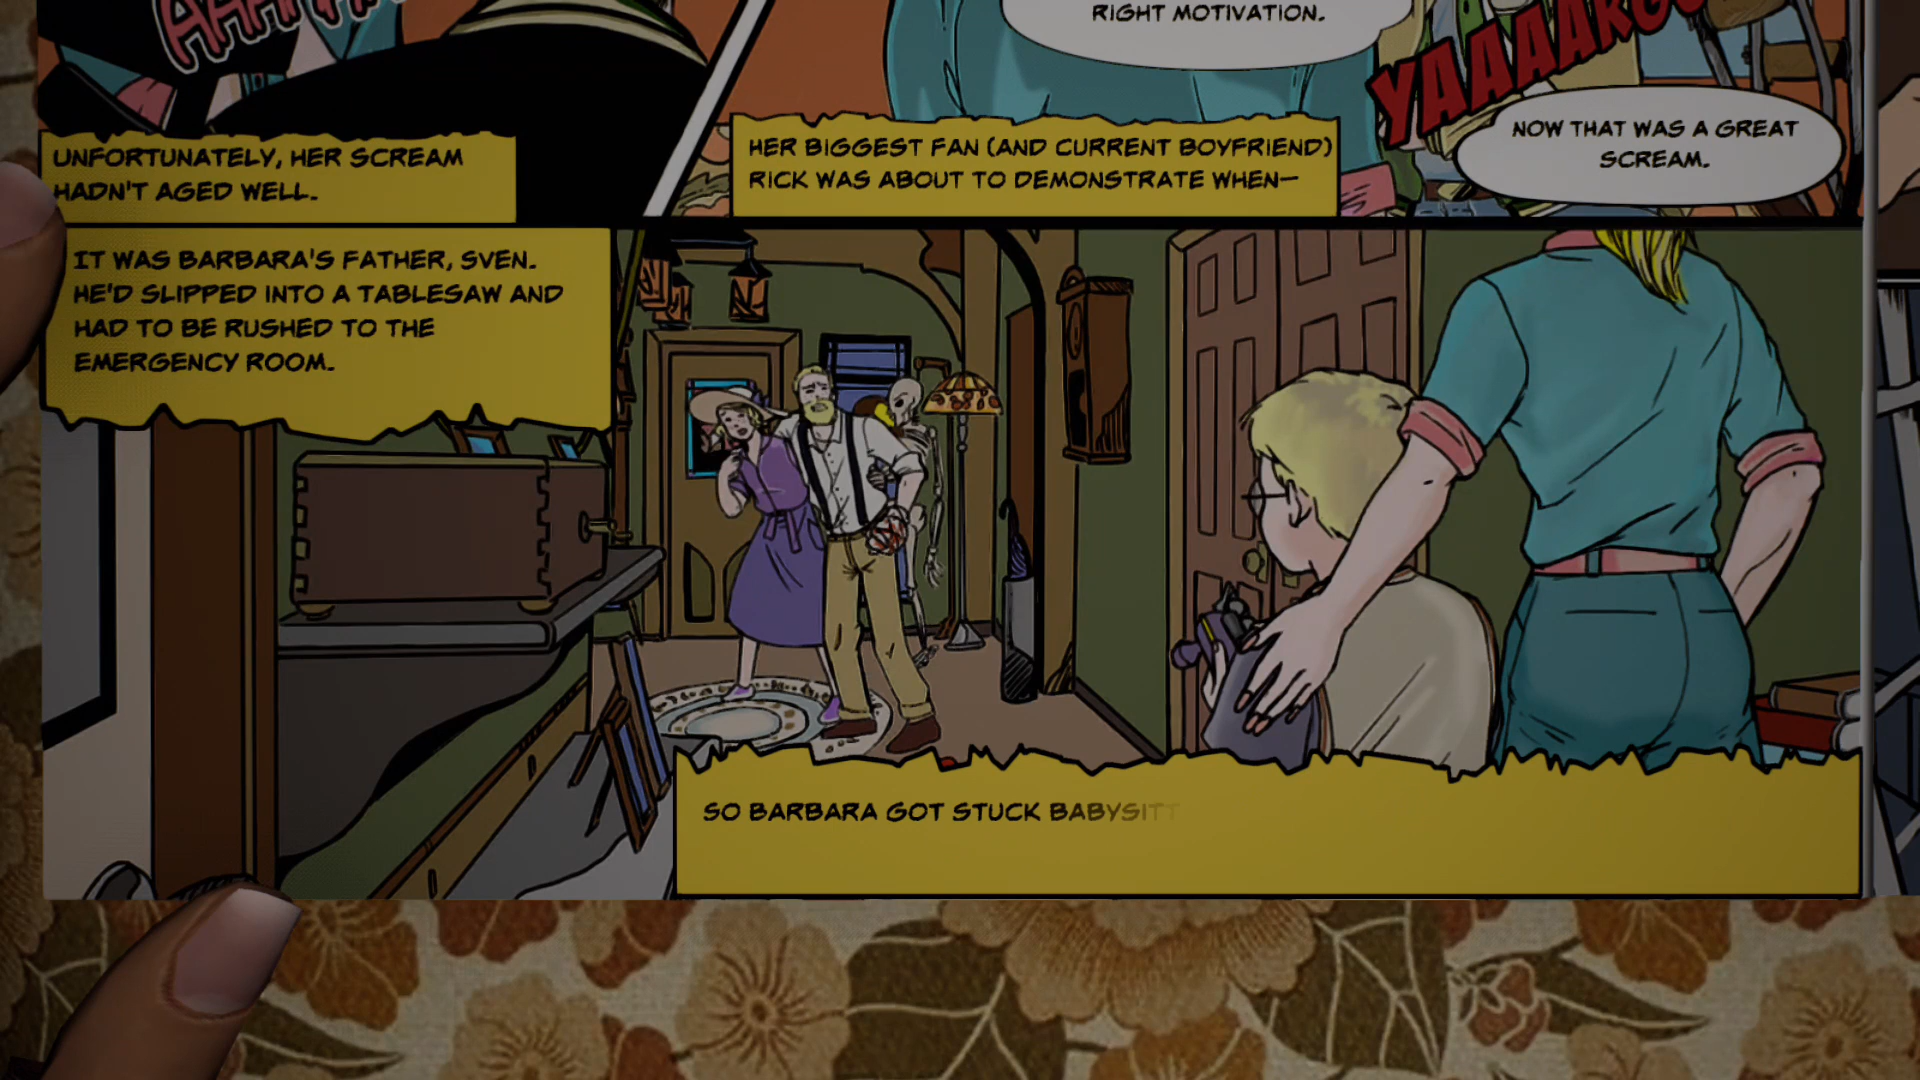 RIGHT MOTIVATION.
YAAAARGG
NOW THAT WAS A GREAT
SCREAM.
UNFORTUNATELY, HER SCREAM
HADN'T AGED WELL.
HER BIGGEST FAN (AND CURRENT BOYFRIEND)
RICK WAS ABOUT TO DEMONSTRATE WHEN—
IT WAS BARBARA'S FATHER, SVEN.
HE'D SLIPPED INTO A TABLESAW AND
HAD TO BE RUSHED TO THE
EMERGENCY ROOM.
SO BARBARA GOT STUCK BABYSITT